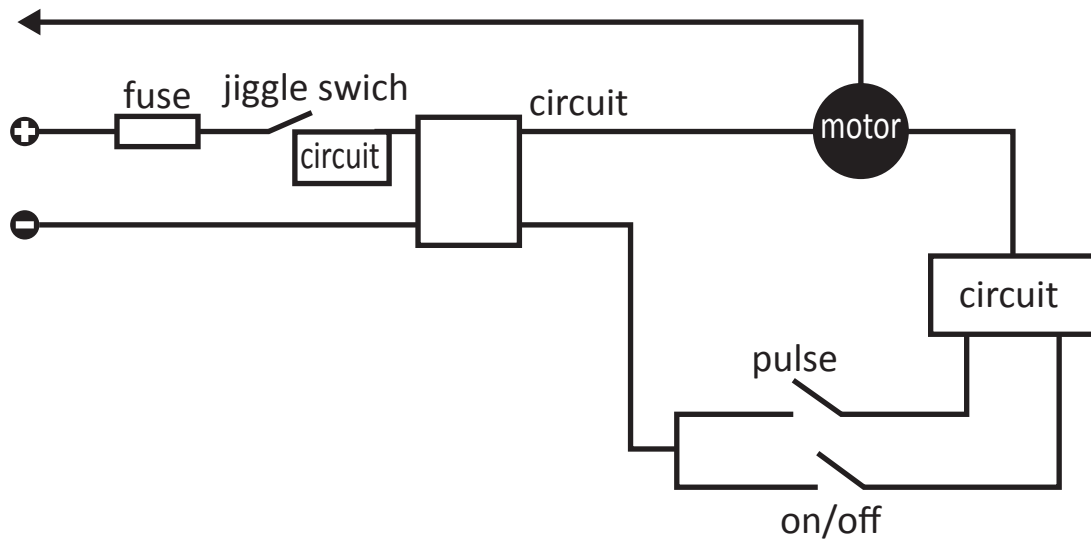 fuse
jiggle swich
circuit
circuit
motor
circuit
pulse
on/off